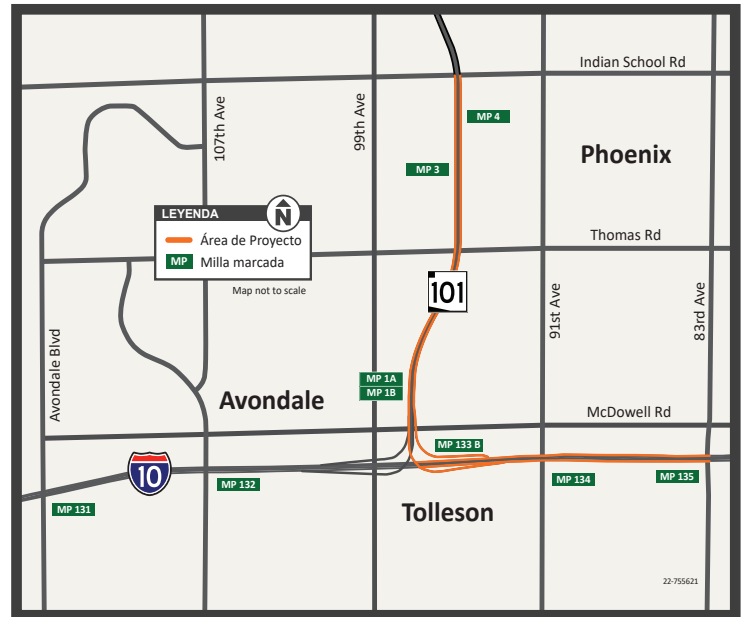 Indian School Rd
107th Ave
99th Ave
MP 4
MP 3
Phoenix
LEYENDA
N
Área de Proyecto
MP Milla marcada
Map not to scale
Thomas Rd
101
91st Ave
83rd Ave
Avondale Blvd
MP 1A
MP 1B
Avondale
McDowell Rd
MP 133 B
10
MP 132
MP 134
MP 135
MP 131
Tolleson
22-755621